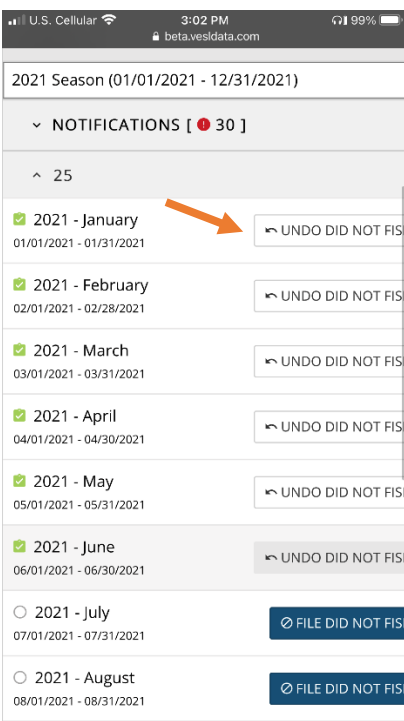 U.S. Cellular 3:02 PM 99%
beta.vesldata.com
2021 Season (01/01/2021 - 12/31/2021)
NOTIFICATIONS [ 30 ]
25
2021 - January
01/01/2021 - 01/31/2021
UNDO DID NOT FIS
2021 - February
02/01/2021 - 02/28/2021
UNDO DID NOT FIS
2021 - March
03/01/2021 - 03/31/2021
UNDO DID NOT FIS
2021 - April
04/01/2021 - 04/30/2021
UNDO DID NOT FIS
2021 - May
05/01/2021 - 05/31/2021
UNDO DID NOT FIS
2021 - June
06/01/2021 - 06/30/2021
UNDO DID NOT FIS
2021 - July
07/01/2021 - 07/31/2021
FILE DID NOT FIS
2021 - August
08/01/2021 - 08/31/2021
FILE DID NOT FIS